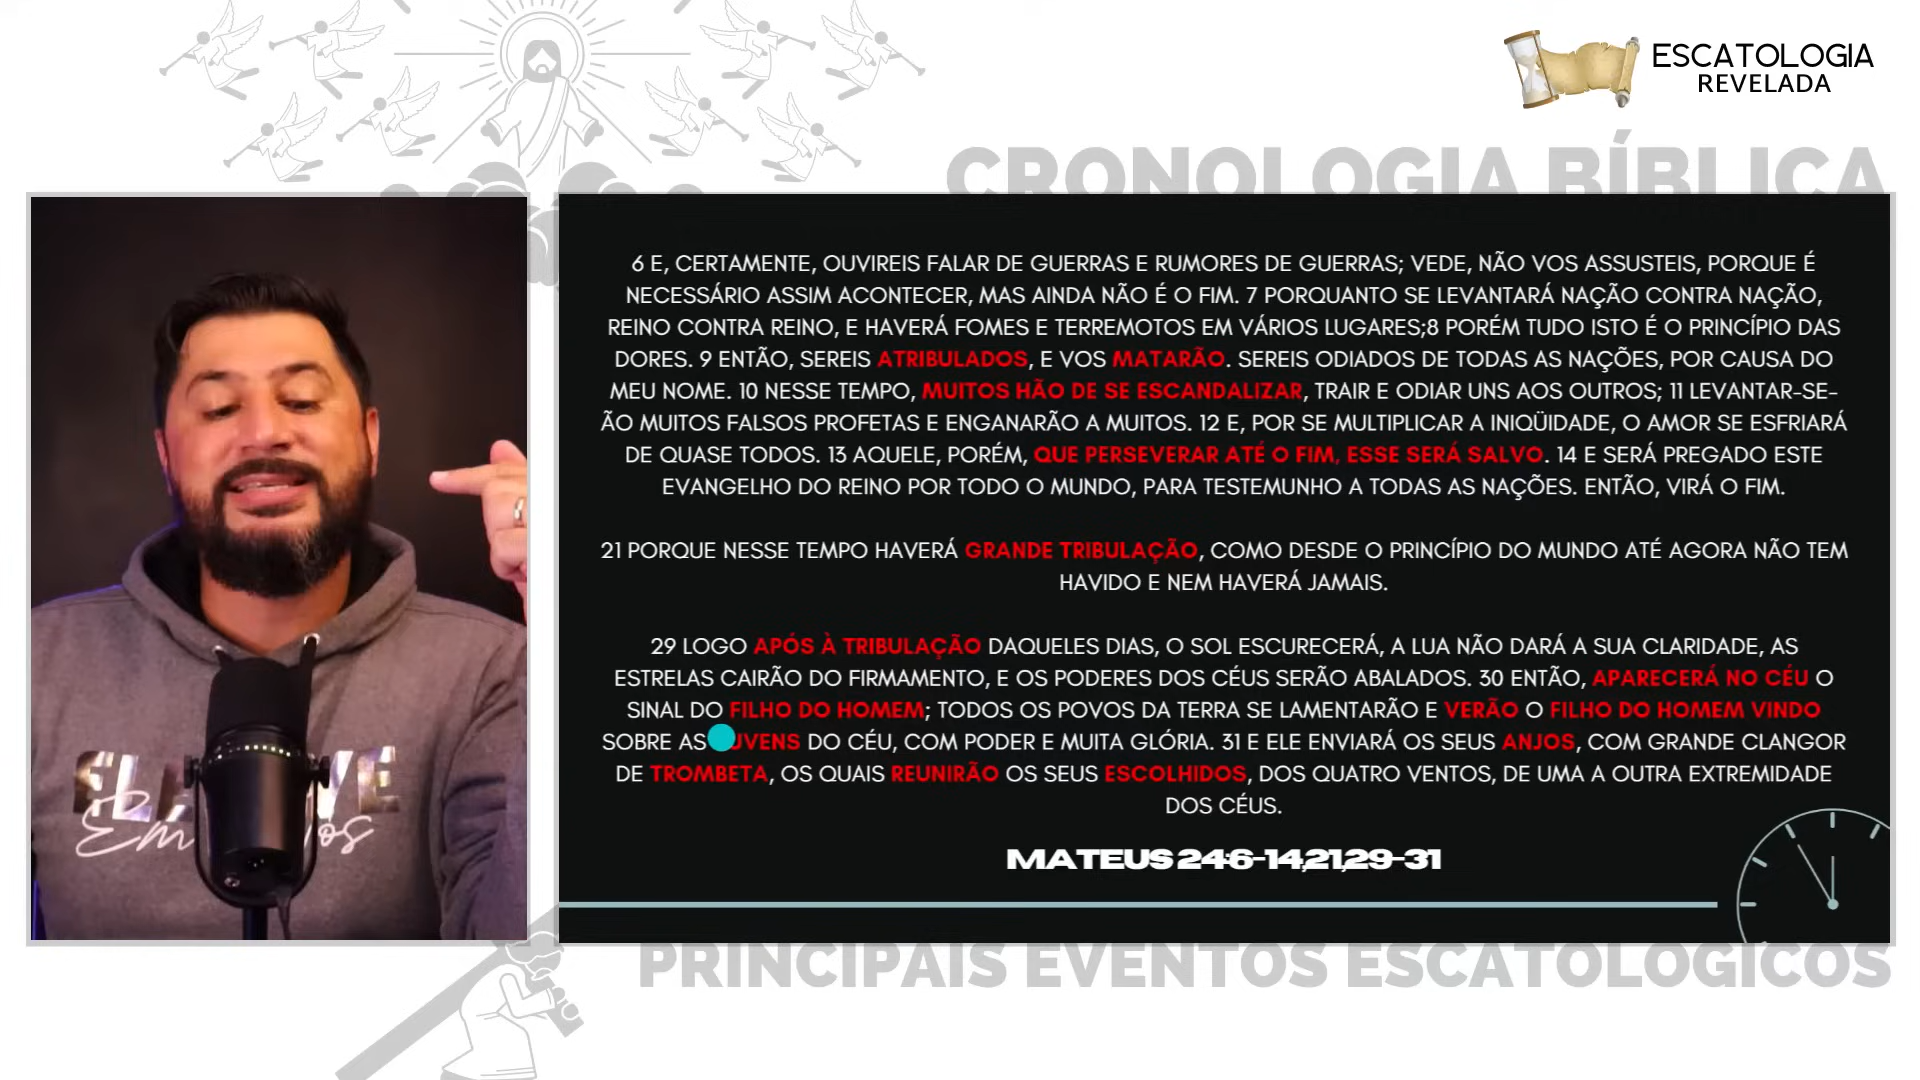 ESCATOLOGIA
REVELADA
CRONOLOGIA BÍBLICA
6 E, CERTAMENTE, OUVIREIS FALAR DE GUERRAS E RUMORES DE GUERRAS; VEDE, NÃO VOS ASSUSTEIS, PORQUE É
NECESSÁRIO ASSIM ACONTECER, MAS AINDA NÃO É O FIM. 7 PORQUANTO SE LEVANTARÁ NAÇÃO CONTRA NAÇÃO,
REINO CONTRA REINO, E HAVERÁ FOMES E TERREMOTOS EM VÁRIOS LUGARES;8 PORÉM TUDO ISTO É O PRINCÍPIO DAS
DORES. 9 ENTÃO, SEREIS ATRIBULADOS, E VOS MATARÃO. SEREIS ODIADOS DE TODAS AS NAÇÕES, POR CAUSA DO
MEU NOME. 10 NESSE TEMPO, MUITOS HÃO DE SE ESCANDALIZAR, TRAIR E ODIAR UNS AOS OUTROS; 11 LEVANTAR-SE-
ÃO MUITOS FALSOS PROFETAS E ENGANARÃO A MUITOS. 12 E, POR SE MULTIPLICAR A INIQÜIDADE, O AMOR SE ESFRIARÁ
DE QUASE TODOS. 13 AQUELE, PORÉM, QUE PERSEVERAR ATÉ O FIM, ESSE SERÁ SALVO. 14 E SERÁ PREGADO ESTE
EVANGELHO DO REINO POR TODO O MUNDO, PARA TESTEMUNHO A TODAS AS NAÇÕES. ENTÃO, VIRÁ O FIM.
21 PORQUE NESSE TEMPO HAVERÁ GRANDE TRIBULAÇÃO, COMO DESDE O PRINCÍPIO DO MUNDO ATÉ AGORA NÃO TEM
HAVIDO E NEM HAVERÁ JAMAIS.
29 LOGO APÓS À TRIBULAÇÃO DAQUELES DIAS, O SOL ESCURECERÁ, A LUA NÃO DARÁ A SUA CLARIDADE, AS
ESTRELAS CAIRÃO DO FIRMAMENTO, E OS PODERES DOS CÉUS SERÃO ABALADOS. 30 ENTÃO, APARECERÁ NO CÉU O
SINAL DO FILHO DO HOMEM; TODOS OS POVOS DA TERRA SE LAMENTARÃO E VERÃO O FILHO DO HOMEM VINDO
SOBRE AS NUVENS DO CÉU, COM PODER E MUITA GLÓRIA. 31 E ELE ENVIARÁ OS SEUS ANJOS, COM GRANDE CLANGOR
DE TROMBETA, OS QUAIS REUNIRÃO OS SEUS ESCOLHIDOS, DOS QUATRO VENTOS, DE UMA A OUTRA EXTREMIDADE
DOS CÉUS.
MATEUS 24:6-14,21,29-31
PRINCIPAIS EVENTOS ESCATOLOGICOS